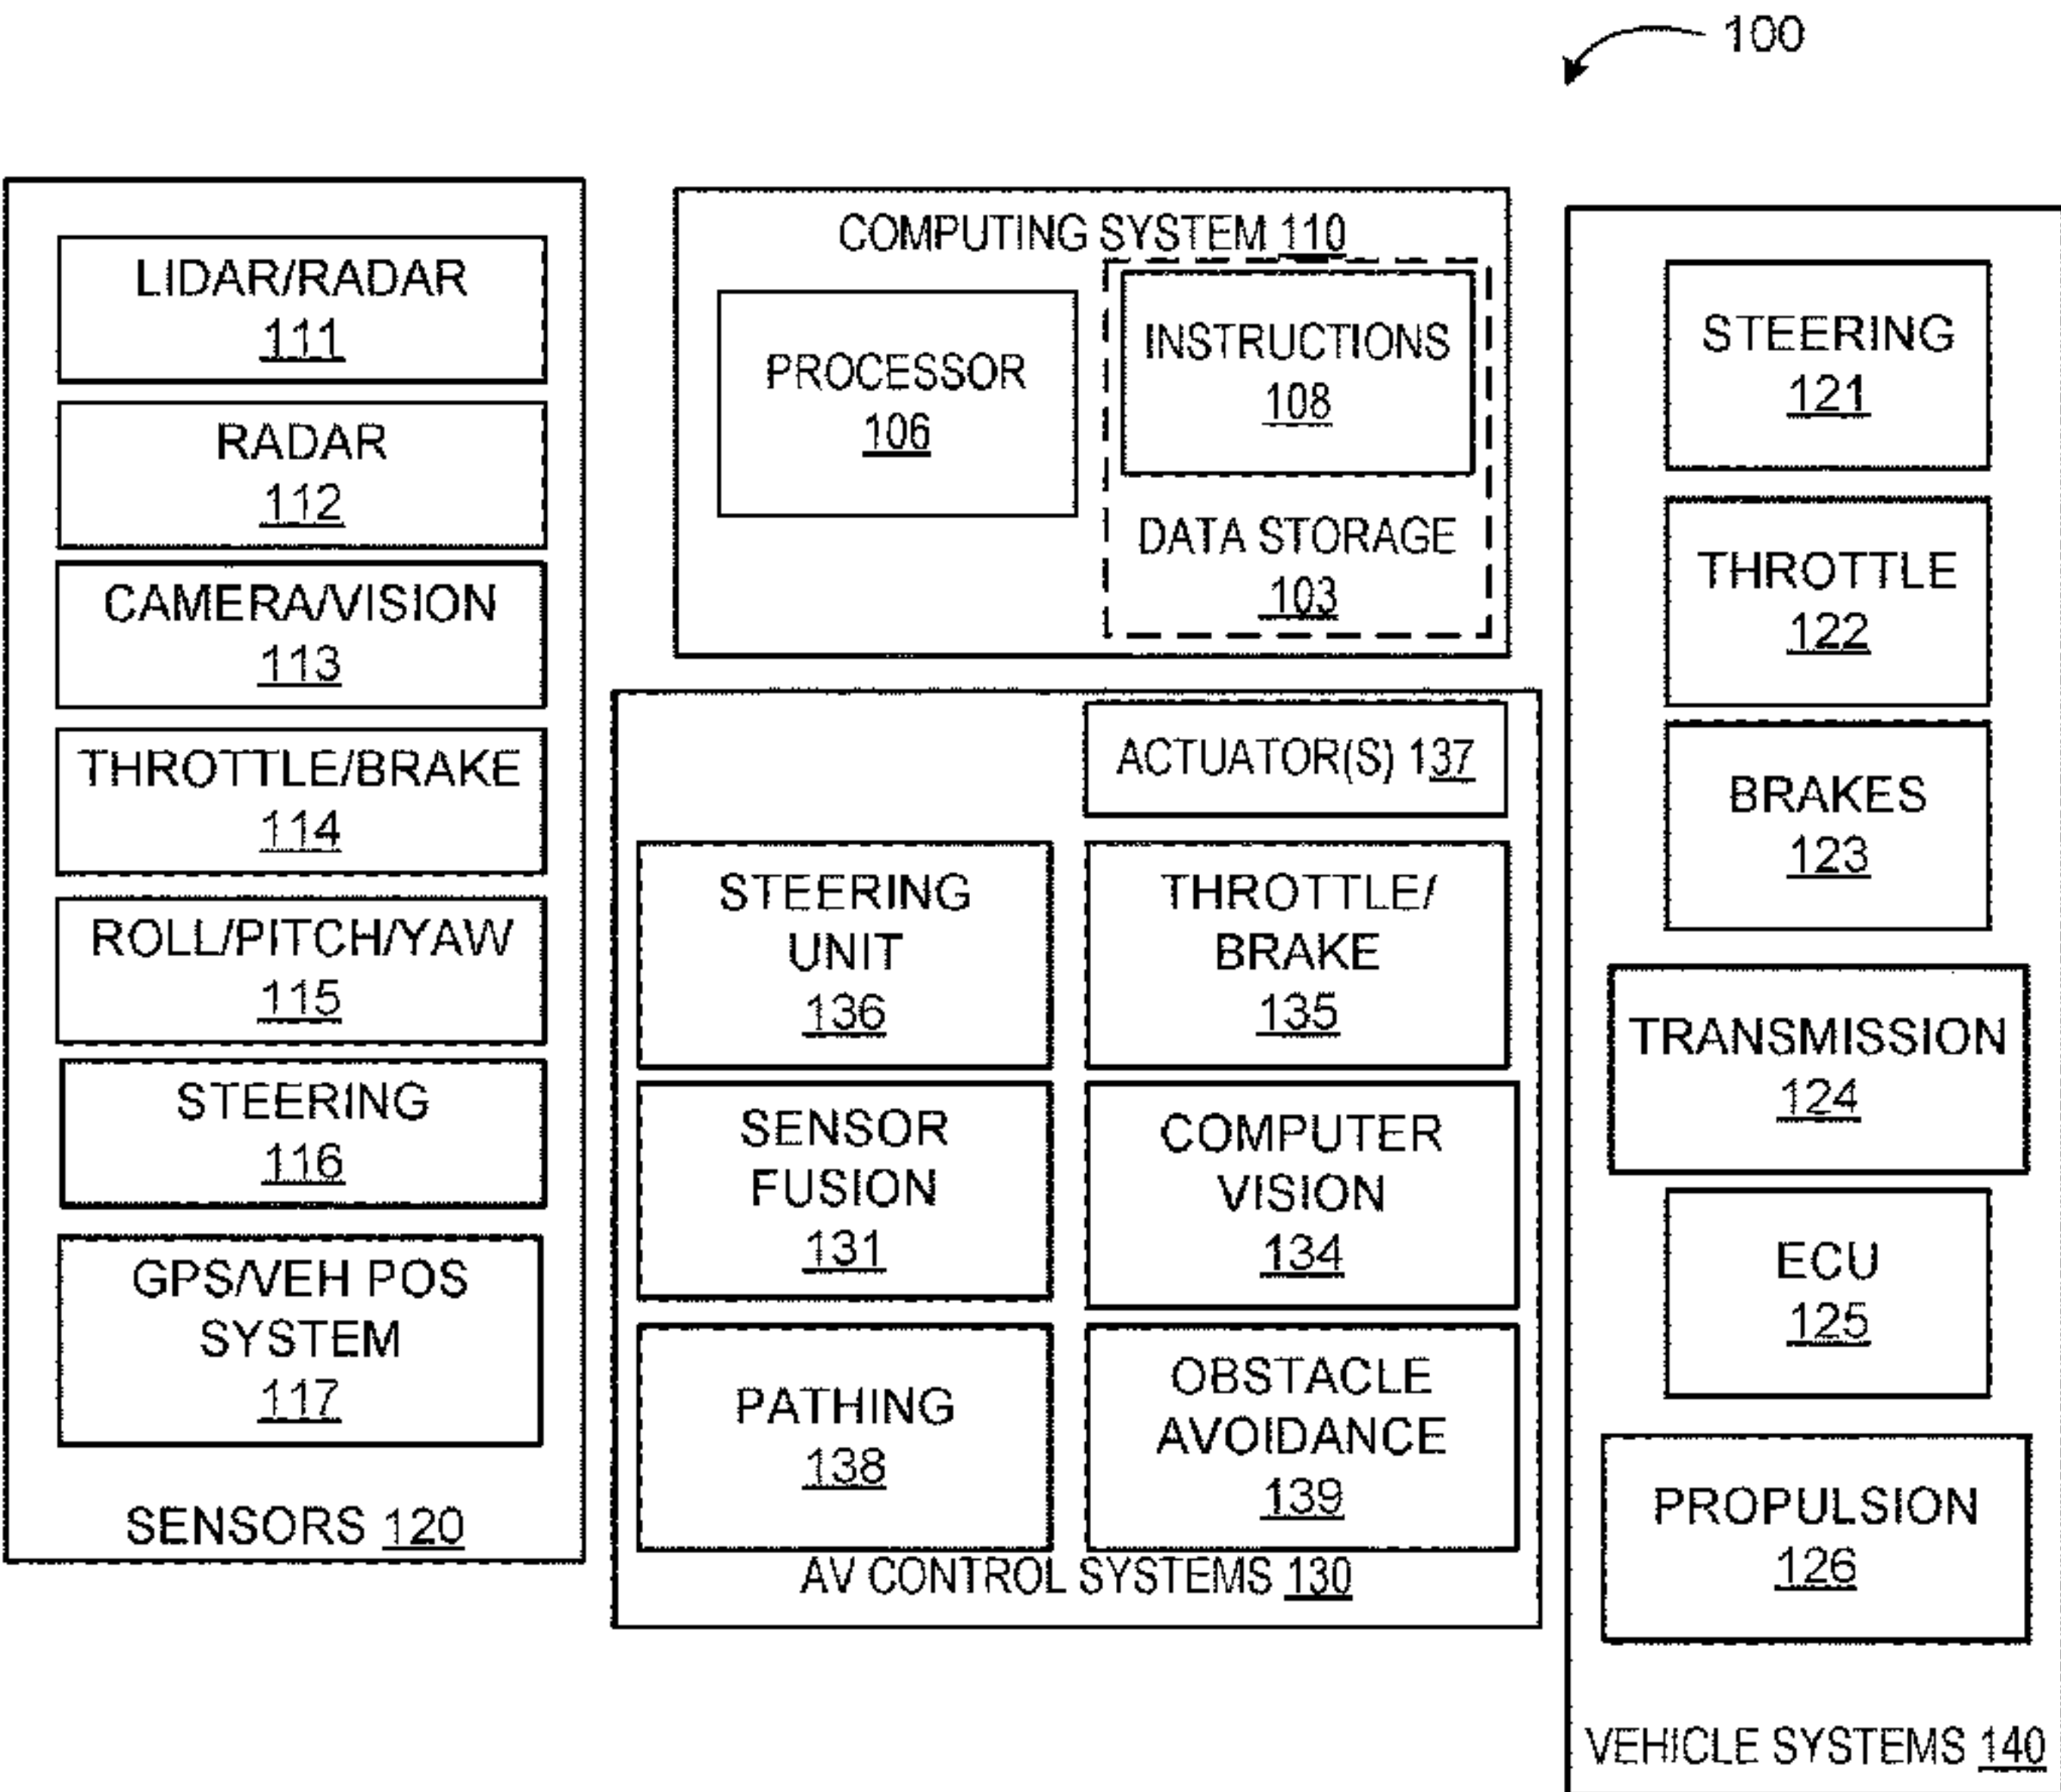 100
LIDAR/RADAR
111
RADAR
112
CAMERA/VISION
113
THROTTLE/BRAKE
114
ROLL/PITCH/YAW
115
STEERING
116
GPS/VEH POS
SYSTEM
117
SENSORS 120
COMPUTING SYSTEM 110
PROCESSOR
106
INSTRUCTIONS
108
DATA STORAGE
103
ACTUATOR(S) 137
STEERING
UNIT
136
THROTTLE/
BRAKE
135
SENSOR
FUSION
131
COMPUTER
VISION
134
PATHING
138
OBSTACLE
AVOIDANCE
139
AV CONTROL SYSTEMS 130
STEERING
121
THROTTLE
122
BRAKES
123
TRANSMISSION
124
ECU
125
PROPULSION
126
VEHICLE SYSTEMS 140